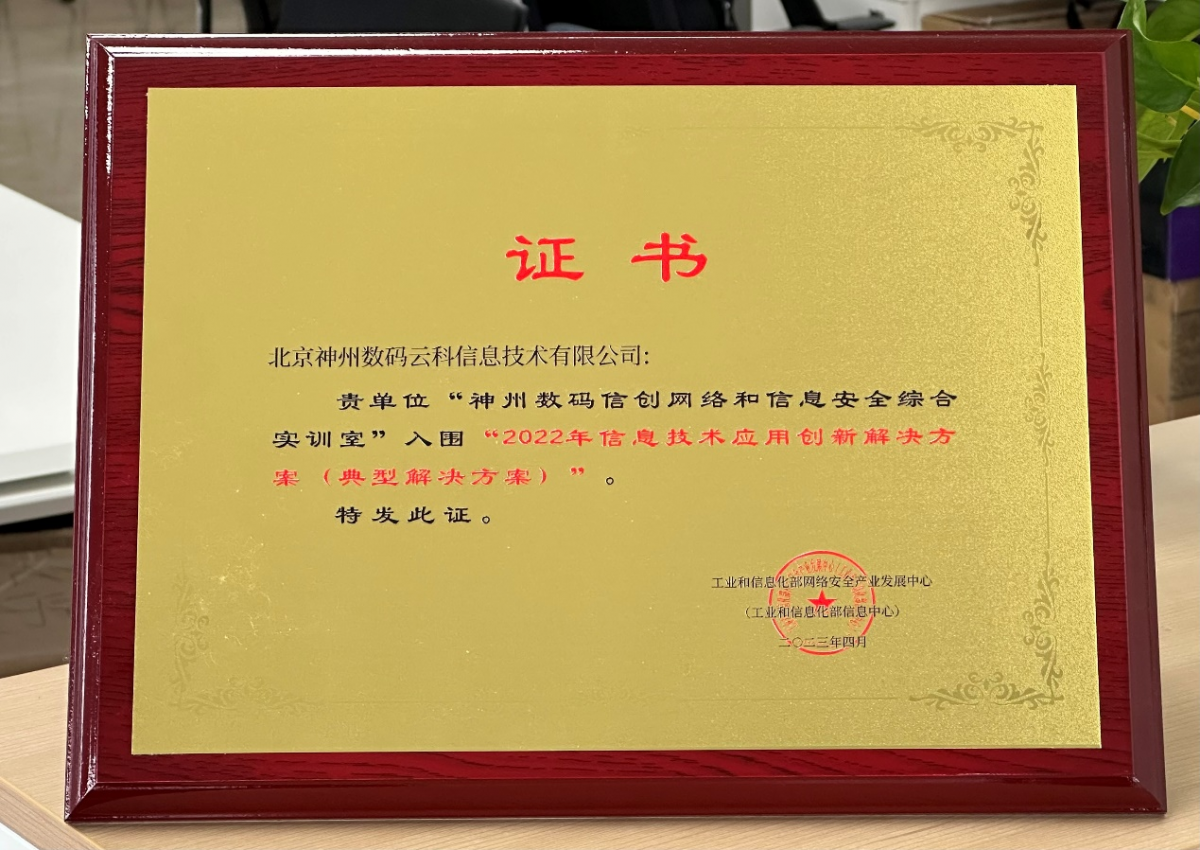 证书
北京神州数码云科信息技术有限公司:
贵单位“神州数码信创网络和信息安全综合
实训室”入围“2022年信息技术应用创新解决方
案（典型解决方案）”。
特发此证。
工业和信息化部网络安全产业发展中心
（工业和信息化部信息中心）
二〇二三年四月